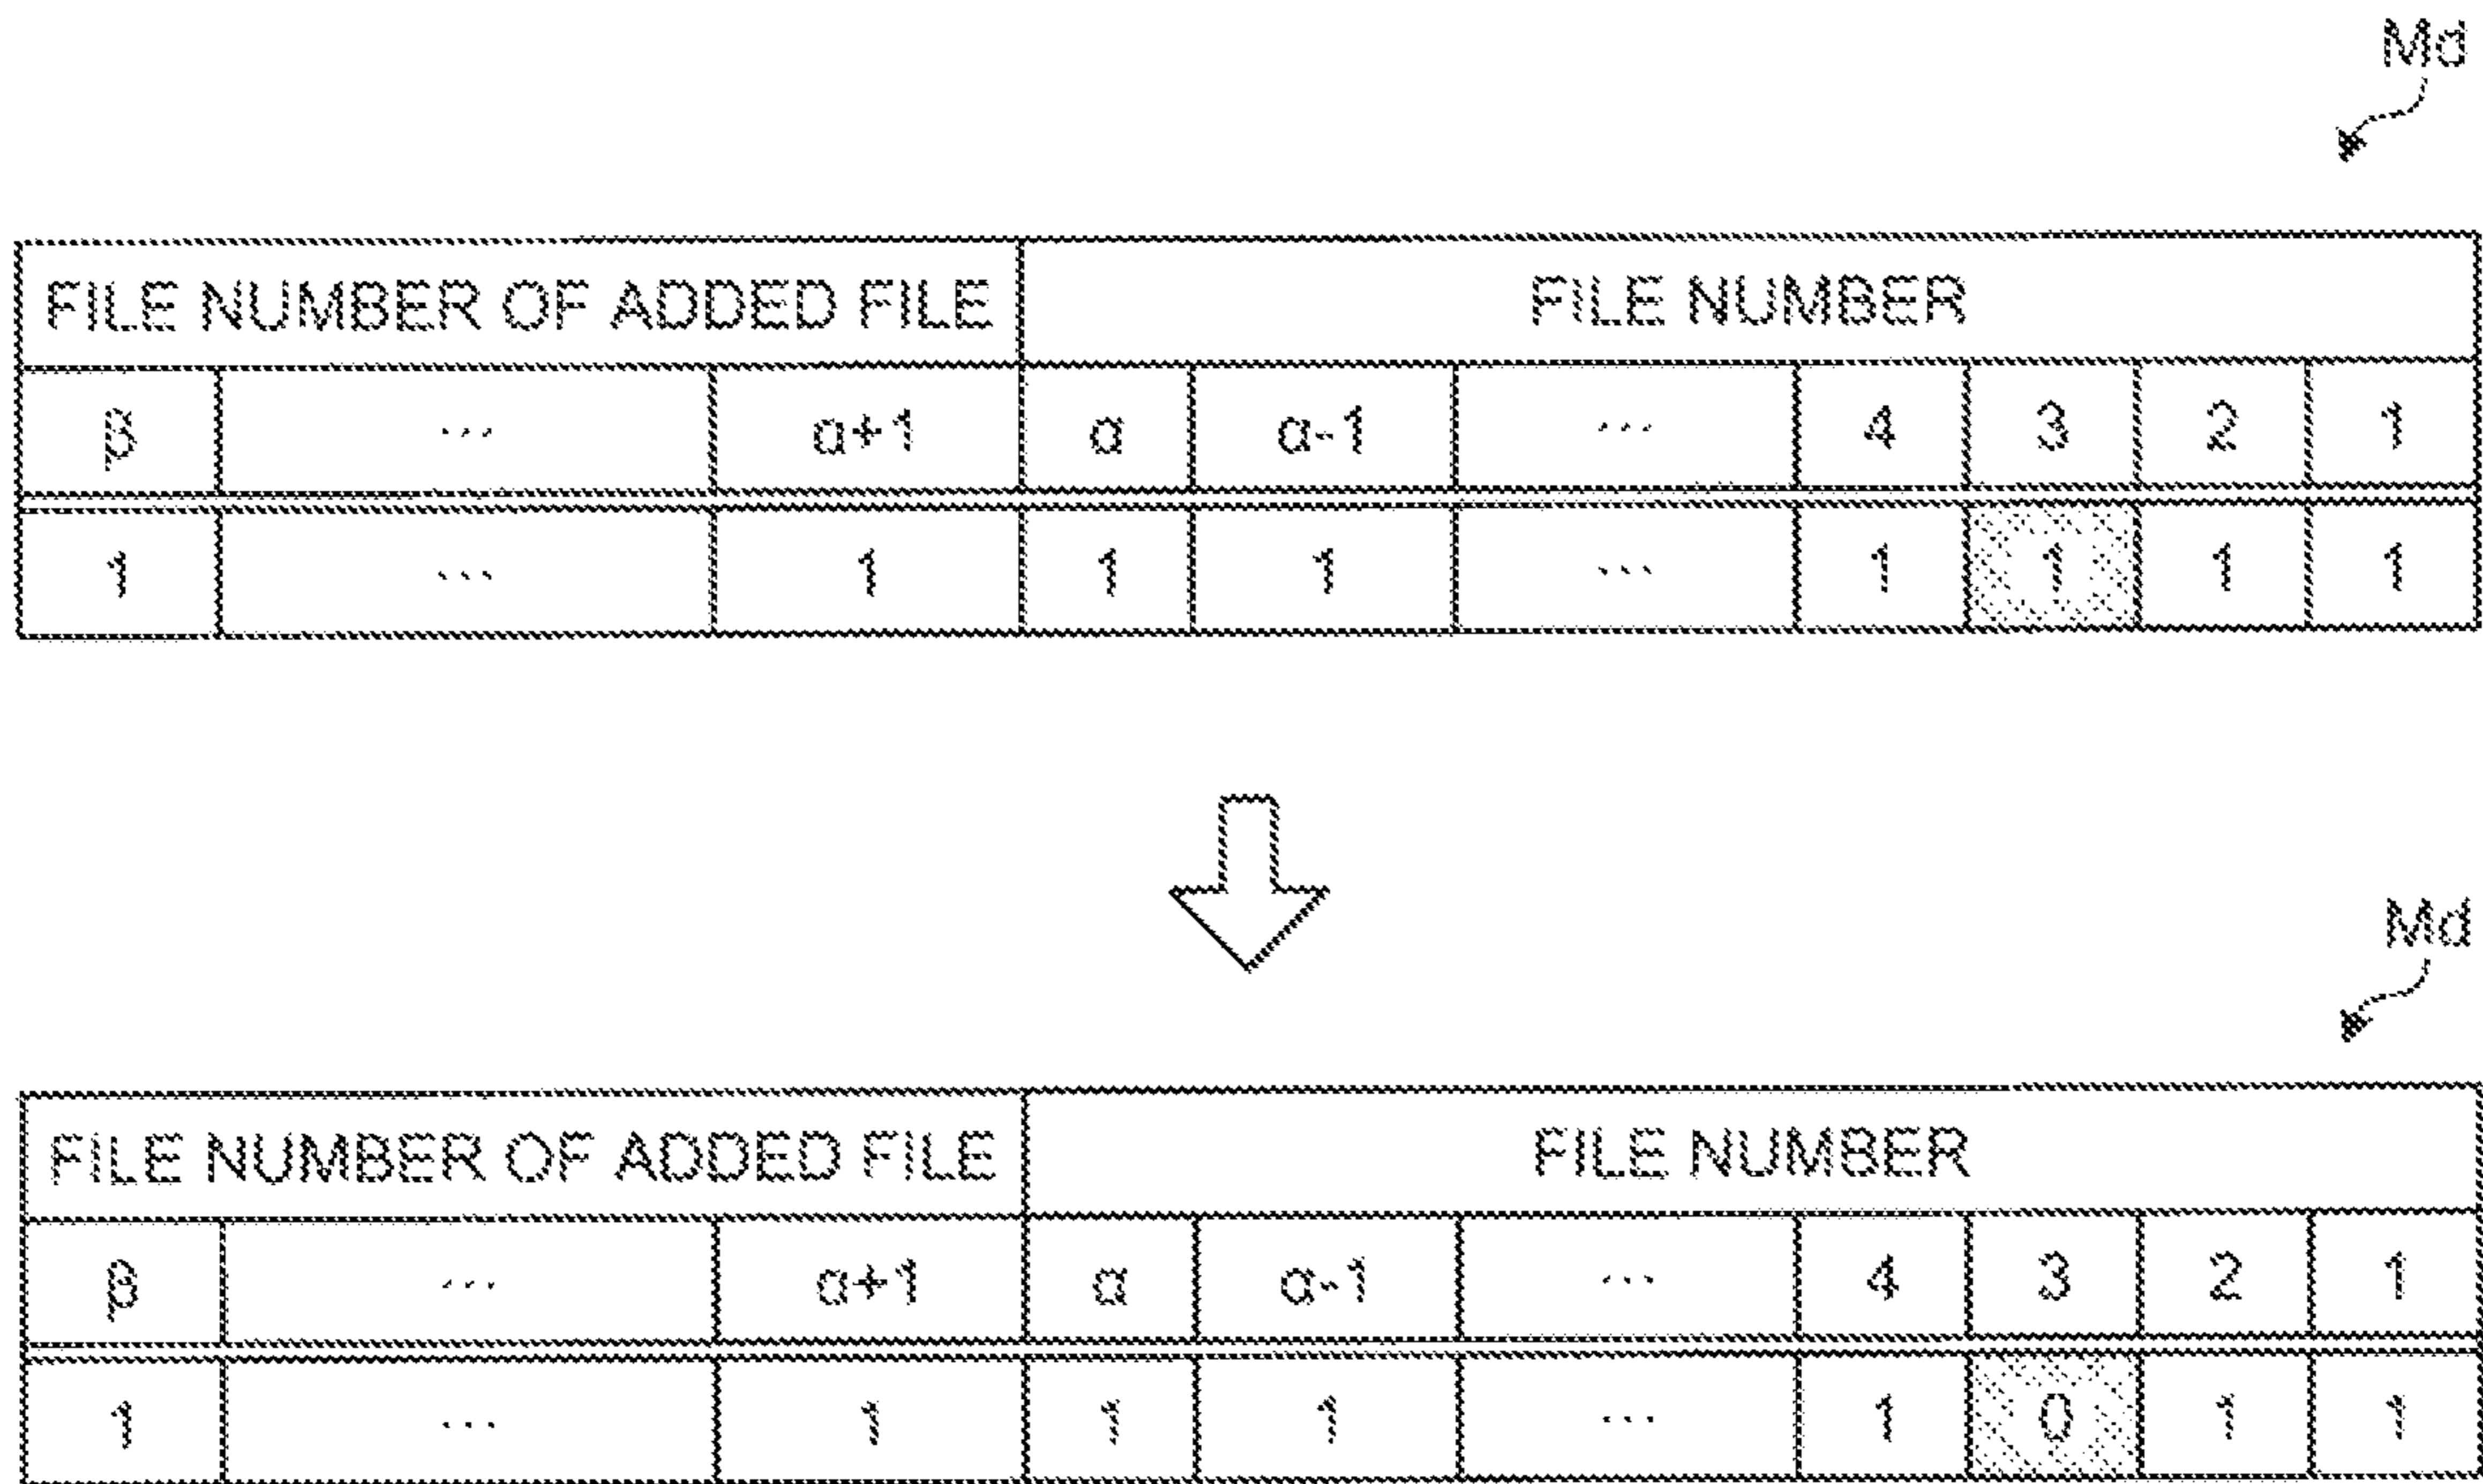 Md
FILE NUMBER OF ADDED FILE FILE NUMBER
β ... α+1 α α-1 ... 4 3 2 1
1 ... 1 1 1 ... 1 1 1 1
Md
FILE NUMBER OF ADDED FILE FILE NUMBER
β ... α+1 α α-1 ... 4 3 2 1
1 ... 1 1 1 ... 1 0 1 1